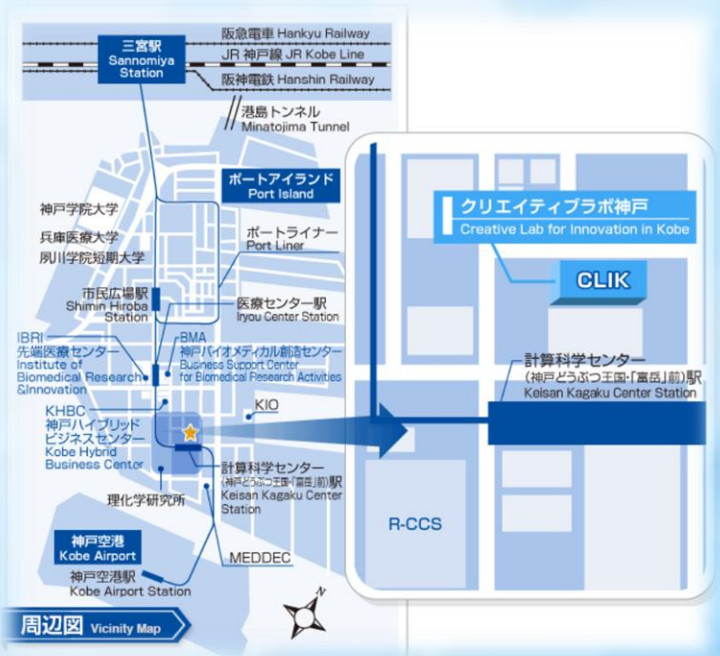 阪急電車 Hankyu Railway
三宮駅
Sannomiya
Station
JR 神戸線 JR Kobe Line
阪神電鉄 Hanshin Railway
港島トンネル
Minatojima Tunnel
ポートアイランド
Port Island
神戸学院大学
兵庫医療大学
夙川学院短期大学
ポートライナー
Port Liner
市民広場駅
Shimin Hiroba
Station
医療センター駅
Iryou Center Station
IBRI
先端医療センター
Institute of
Biomedical Research
&Innovation
BMA
神戸バイオメディカル創造センター
Business Support Center
for Biomedical Research Activities
KHBC
神戸ハイブリッド
ビジネスセンター
Kobe Hybrid
Business Center
KIO
計算科学センター
(神戸どうぶつ王国・「富岳」前)駅
Keisan Kagaku Center
Station
理化学研究所
神戸空港
Kobe Airport
神戸空港駅
Kobe Airport Station
MEDDEC
N
周辺図 Vicinity Map
クリエイティブラボ神戸
Creative Lab for Innovation in Kobe
CLIK
計算科学センター
(神戸どうぶつ王国・「富岳」前)駅
Keisan Kagaku Center Station
R-CCS